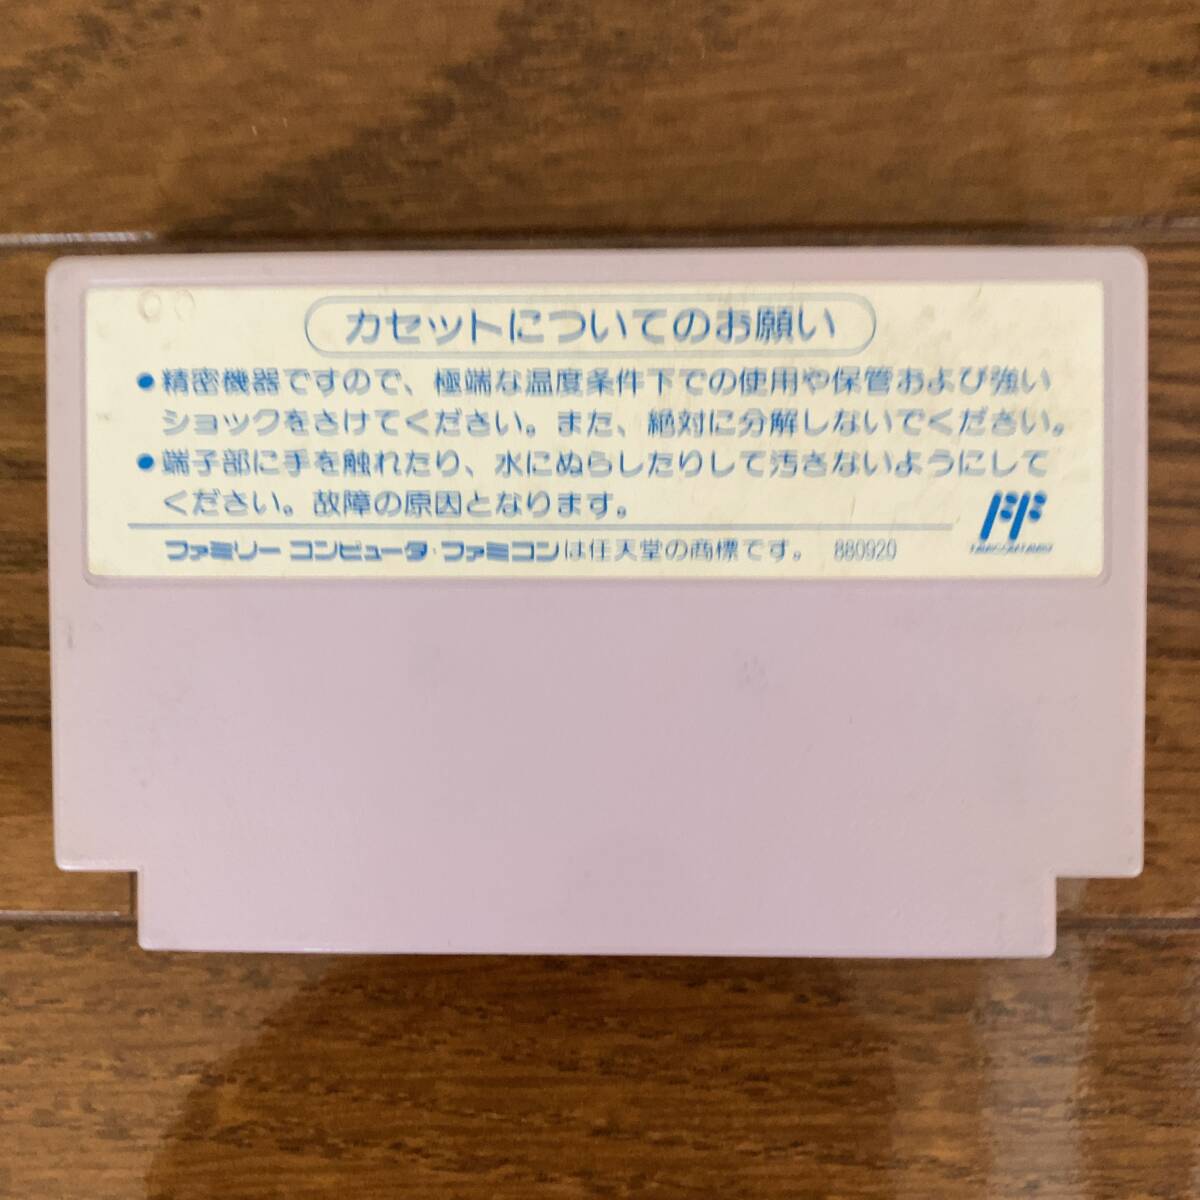 カセットについてのお願い
●精密機器ですので、極端な温度条件下での使用や保管および強い
ショックをさけてください。また、絶対に分解しないでください。
●端子部に手を触れたり、水にぬらしたりして汚さないようにして
ください。故障の原因となります。
ファミリーコンピュータ・ファミコンは任天堂の商標です。 880920